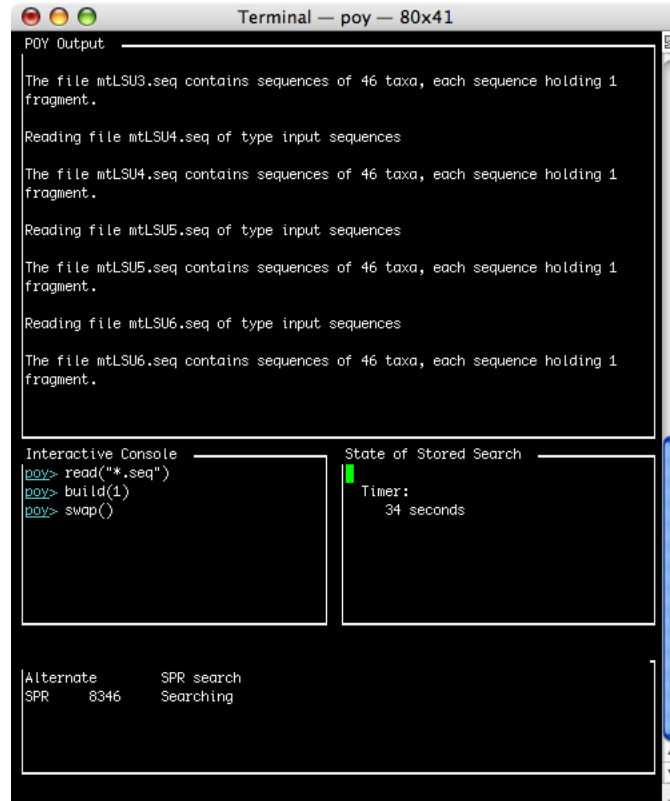 Terminal — poy — 80x41
POY Output
The file mtLSU3.seq contains sequences of 46 taxa, each sequence holding 1
fragment.
Reading file mtLSU4.seq of type input sequences
The file mtLSU4.seq contains sequences of 46 taxa, each sequence holding 1
fragment.
Reading file mtLSU5.seq of type input sequences
The file mtLSU5.seq contains sequences of 46 taxa, each sequence holding 1
fragment.
Reading file mtLSU6.seq of type input sequences
The file mtLSU6.seq contains sequences of 46 taxa, each sequence holding 1
fragment.
Interactive Console
poy> read("*.seq")
poy> build(1)
poy> swap()
State of Stored Search
Timer:
34 seconds
Alternate SPR search
SPR 8346 Searching